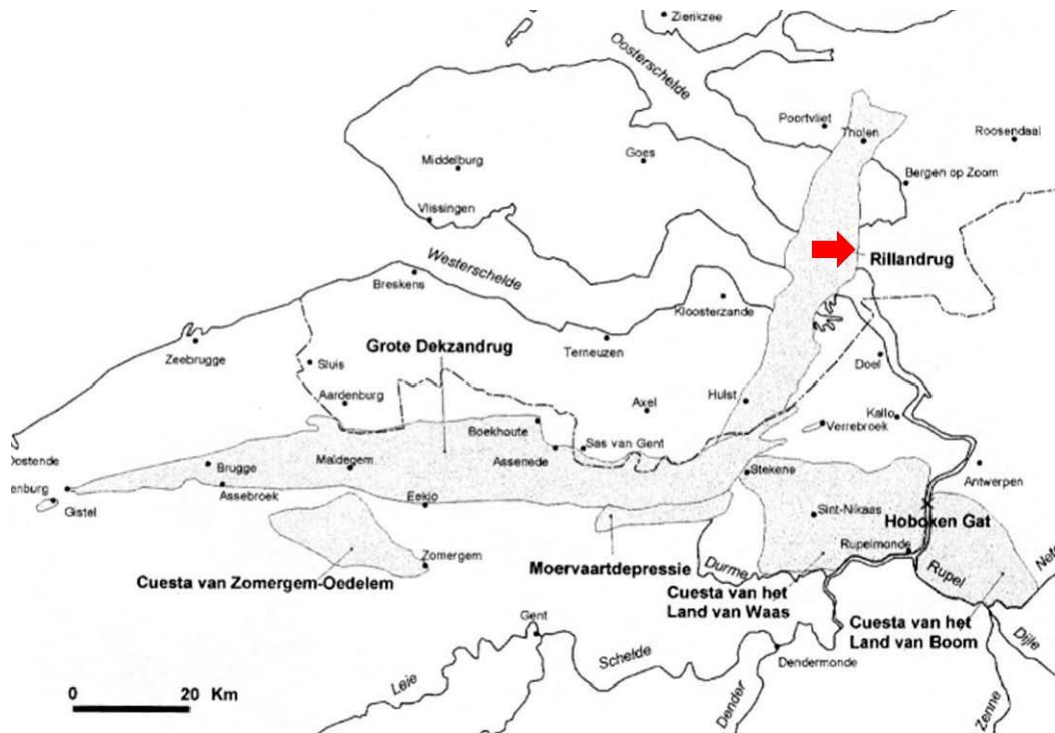 Zierikzee
Oosterschelde
Poortvliet
Tholen
Roosendaal
Middelburg
Goes
Bergen op Zoom
Vlissingen
Westerschelde
Rillandrug
Breskens
Kloosterzande
Zeebrugge
Grote Dekzandrug
Terneuzen
Sluis
Doel
Aardenburg
Axel
Hulst
Kallo
Boekhoute
Verrebroek
Sas van Gent
Oostende
Brugge
Maldegem
Assenede
Stekene
Antwerpen
enburg
Assebroek
Eeklo
Gistel
Sint-Niklaas
Hoboken Gat
Rupelmonde
Zomergem
Moervaartdepressie
Durme
Rupel
Nete
Cuesta van Zomergem-Oedelem
Cuesta van het
Land van Waas
Gent
Cuesta van het
Land van Boom
Dijle
Schelde
Dendermonde
Leie
0 20 Km
Dender
Zenne